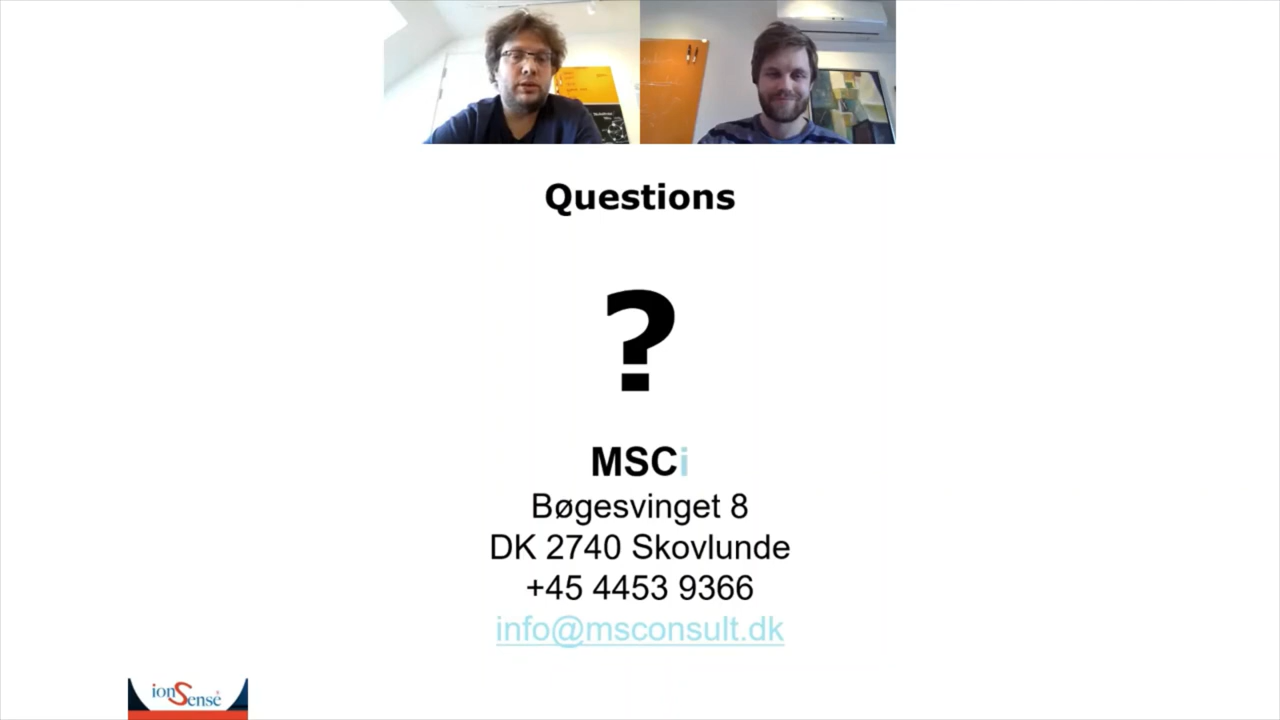 Questions
?
MSCi
Bøgesvinget 8
DK 2740 Skovlunde
+45 4453 9366
info@msconsult.dk
ionSense